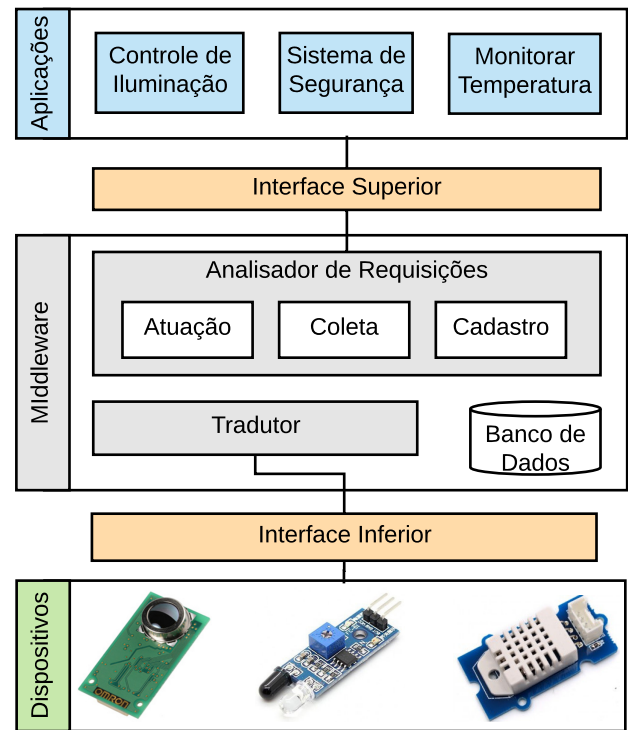 Aplicações
Controle de
Iluminação
Sistema de
Segurança
Monitorar
Temperatura
Interface Superior
MIddleware
Analisador de Requisições
Atuação
Coleta
Cadastro
Tradutor
Banco de
Dados
Interface Inferior
Dispositivos
OMRON